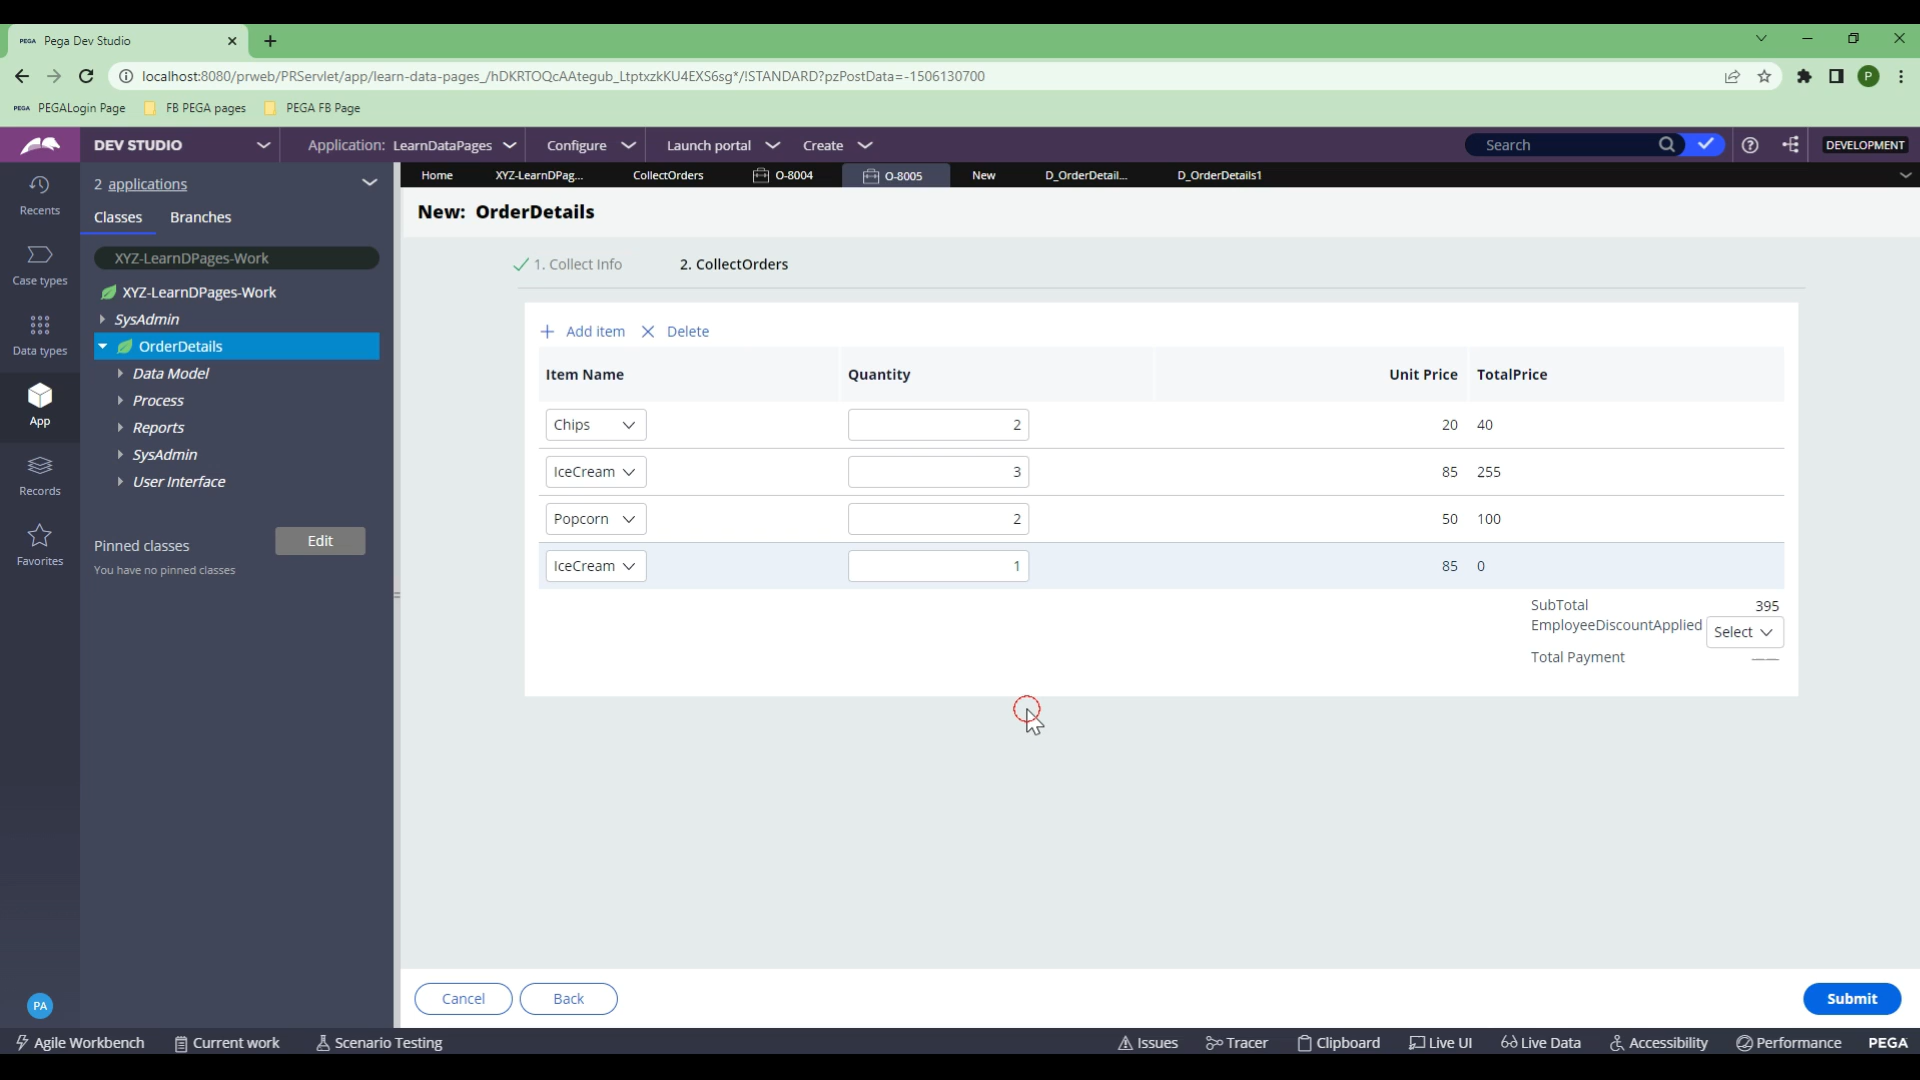 PEGA Pega Dev Studio
localhost:8080/prweb/PRServlet/app/learn-data-pages_/hDKRTOQcAAtegub_LtptxzkKU4EXS6sg*/!STANDARD?pzPostData=-1506130700
P
PEGA PEGALogin Page FB PEGA pages PEGA FB Page
DEV STUDIO Application: LearnDataPages Configure Launch portal Create Search DEVELOPMENT
Home XYZ-LearnDPag... CollectOrders O-8004 O-8005 New D_OrderDetail... D_OrderDetails1
Recents
Case types
Data types
App
Records
Favorites
PA
2 applications
Classes Branches
XYZ-LearnDPages-Work
XYZ-LearnDPages-Work
SysAdmin
OrderDetails
Data Model
Process
Reports
SysAdmin
User Interface
Pinned classes Edit
You have no pinned classes
New: OrderDetails
1. Collect Info 2. CollectOrders
Add item Delete
Item Name Quantity Unit Price TotalPrice
Chips 2 20 40
IceCream 3 85 255
Popcorn 2 50 100
IceCream 1 85 0
SubTotal 395
EmployeeDiscountApplied Select
Total Payment ——
Cancel Back Submit
Agile Workbench Current work Scenario Testing Issues Tracer Clipboard Live UI Live Data Accessibility Performance PEGA